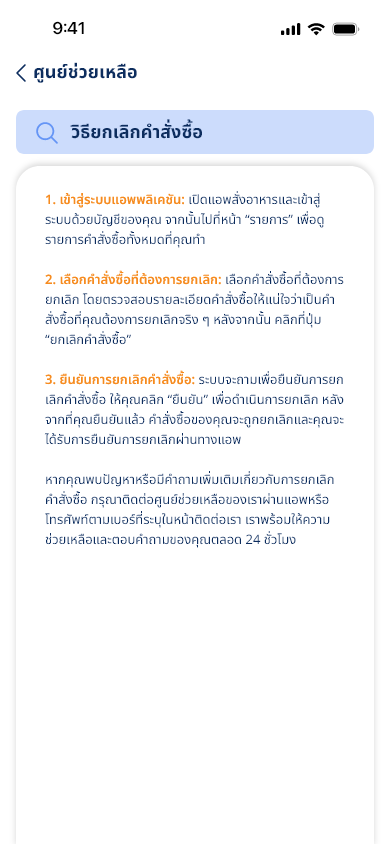 9:41
ศูนย์ช่วยเหลือ
วิธียกเลิกคำสั่งซื้อ
1. เข้าสู่ระบบแอพพลิเคชัน: เปิดแอพสั่งอาหารและเข้าสู่
ระบบด้วยบัญชีของคุณ จากนั้นไปที่หน้า “รายการ” เพื่อดู
รายการคำสั่งซื้อทั้งหมดที่คุณทำ
2. เลือกคำสั่งซื้อที่ต้องการยกเลิก: เลือกคำสั่งซื้อที่ต้องการ
ยกเลิก โดยตรวจสอบรายละเอียดคำสั่งซื้อให้แน่ใจว่าเป็นคำ
สั่งซื้อที่คุณต้องการยกเลิกจริง ๆ หลังจากนั้น คลิกที่ปุ่ม
“ยกเลิกคำสั่งซื้อ”
3. ยืนยันการยกเลิกคำสั่งซื้อ: ระบบจะถามเพื่อยืนยันการยก
เลิกคำสั่งซื้อ ให้คุณคลิก “ยืนยัน” เพื่อดำเนินการยกเลิก หลัง
จากที่คุณยืนยันแล้ว คำสั่งซื้อของคุณจะถูกยกเลิกและคุณจะ
ได้รับการยืนยันการยกเลิกผ่านทางแอพ
หากคุณพบปัญหาหรือมีคำถามเพิ่มเติมเกี่ยวกับการยกเลิก
คำสั่งซื้อ กรุณาติดต่อศูนย์ช่วยเหลือของเราผ่านแอพหรือ
โทรศัพท์ตามเบอร์ที่ระบุในหน้าติดต่อเรา เราพร้อมให้ความ
ช่วยเหลือและตอบคำถามของคุณตลอด 24 ชั่วโมง